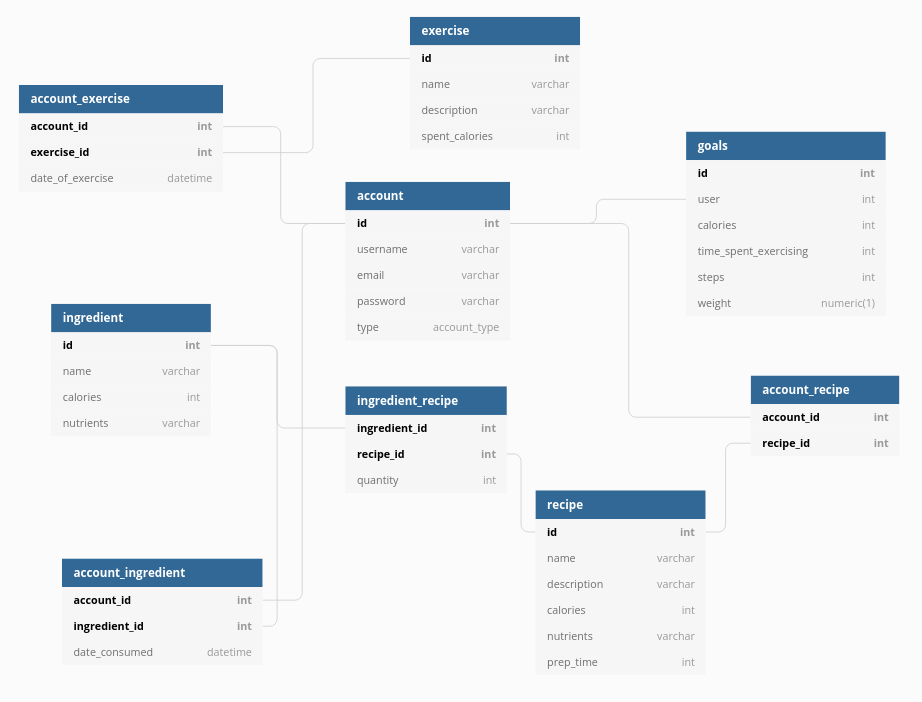 exercise
id int
name varchar
description varchar
spent_calories int
account_exercise
account_id int
exercise_id int
date_of_exercise datetime
goals
id int
user int
calories int
time_spent_exercising int
steps int
weight numeric(1)
account
id int
username varchar
email varchar
password varchar
type account_type
ingredient
id int
name varchar
calories int
nutrients varchar
ingredient_recipe
ingredient_id int
recipe_id int
quantity int
account_recipe
account_id int
recipe_id int
recipe
id int
name varchar
description varchar
calories int
nutrients varchar
prep_time int
account_ingredient
account_id int
ingredient_id int
date_consumed datetime